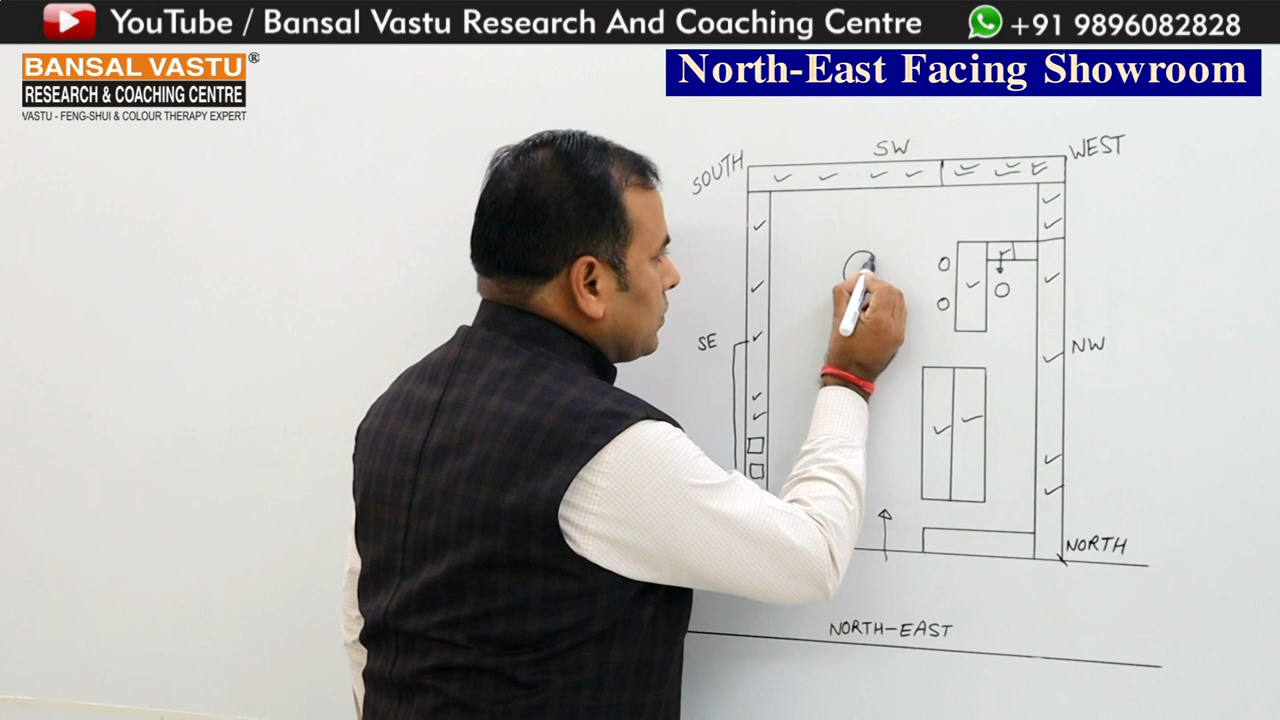 YouTube / Bansal Vastu Research And Coaching Centre +91 9896082828
BANSAL VASTU®
RESEARCH & COACHING CENTRE
VASTU - FENG-SHUI & COLOUR THERAPY EXPERT
North-East Facing Showroom
SOUTH SW WEST
SE NW
NORTH
NORTH-EAST